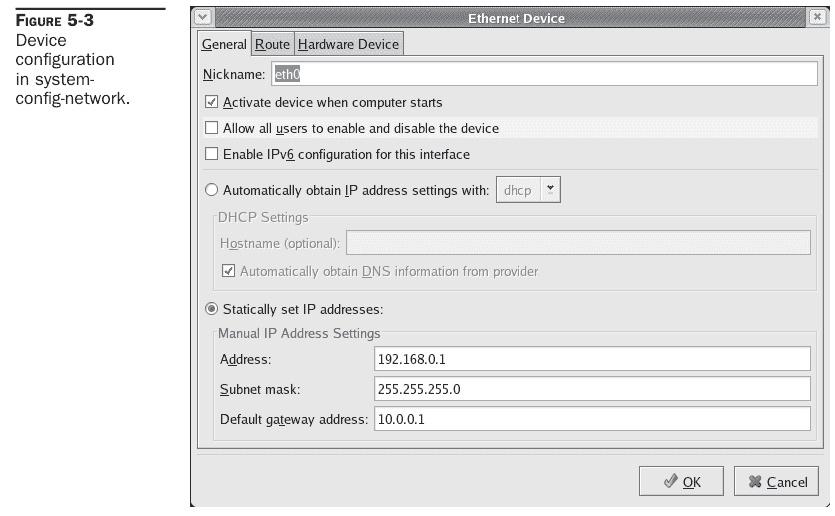 FIGURE 5-3
Device
configuration
in system-
config-network.
Ethernet Device
General Route Hardware Device
Nickname: eth0
Activate device when computer starts
Allow all users to enable and disable the device
Enable IPv6 configuration for this interface
Automatically obtain IP address settings with: dhcp
DHCP Settings
Hostname (optional):
Automatically obtain DNS information from provider
Statically set IP addresses:
Manual IP Address Settings
Address: 192.168.0.1
Subnet mask: 255.255.255.0
Default gateway address: 10.0.0.1
OK Cancel